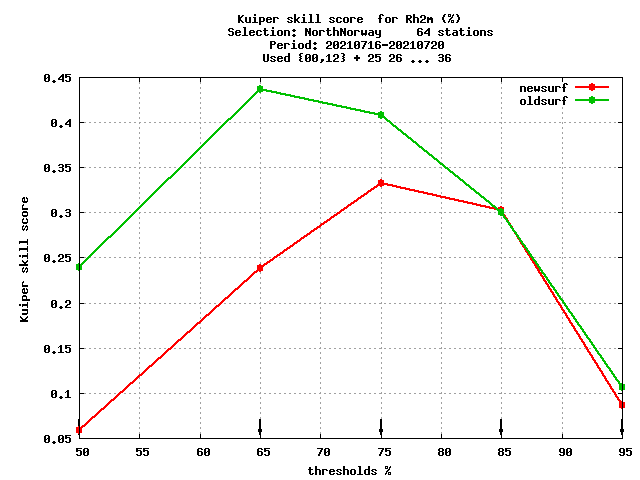 Kuiper skill score  for Rh2m (%)
Selection: NorthNorway     64 stations
Period: 20210716-20210720
Used {00,12} + 25 26 ... 36
newsurf
oldsurf
Kuiper skill score
0.45
0.4
0.35
0.3
0.25
0.2
0.15
0.1
0.05
50 55 60 65 70 75 80 85 90 95
thresholds %